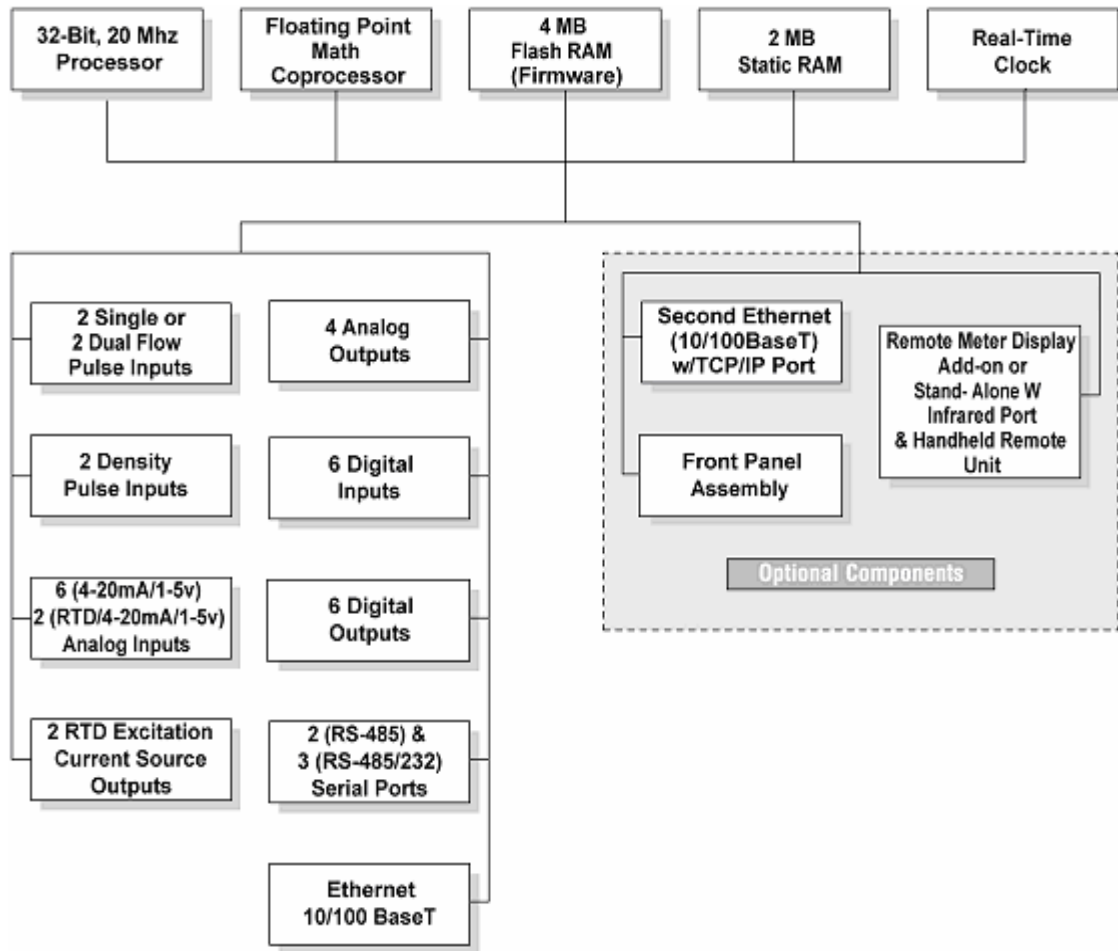 32-Bit, 20 Mhz
Processor
Floating Point
Math
Coprocessor
4 MB
Flash RAM
(Firmware)
2 MB
Static RAM
Real-Time
Clock
2 Single or
2 Dual Flow
Pulse Inputs
4 Analog
Outputs
2 Density
Pulse Inputs
6 Digital
Inputs
6 (4-20mA/1-5v)
2 (RTD/4-20mA/1-5v)
Analog Inputs
6 Digital
Outputs
2 RTD Excitation
Current Source
Outputs
2 (RS-485) &
3 (RS-485/232)
Serial Ports
Ethernet
10/100 BaseT
Second Ethernet
(10/100BaseT)
w/TCP/IP Port
Remote Meter Display
Add-on or
Stand- Alone W
Infrared Port
& Handheld Remote
Unit
Front Panel
Assembly
Optional Components